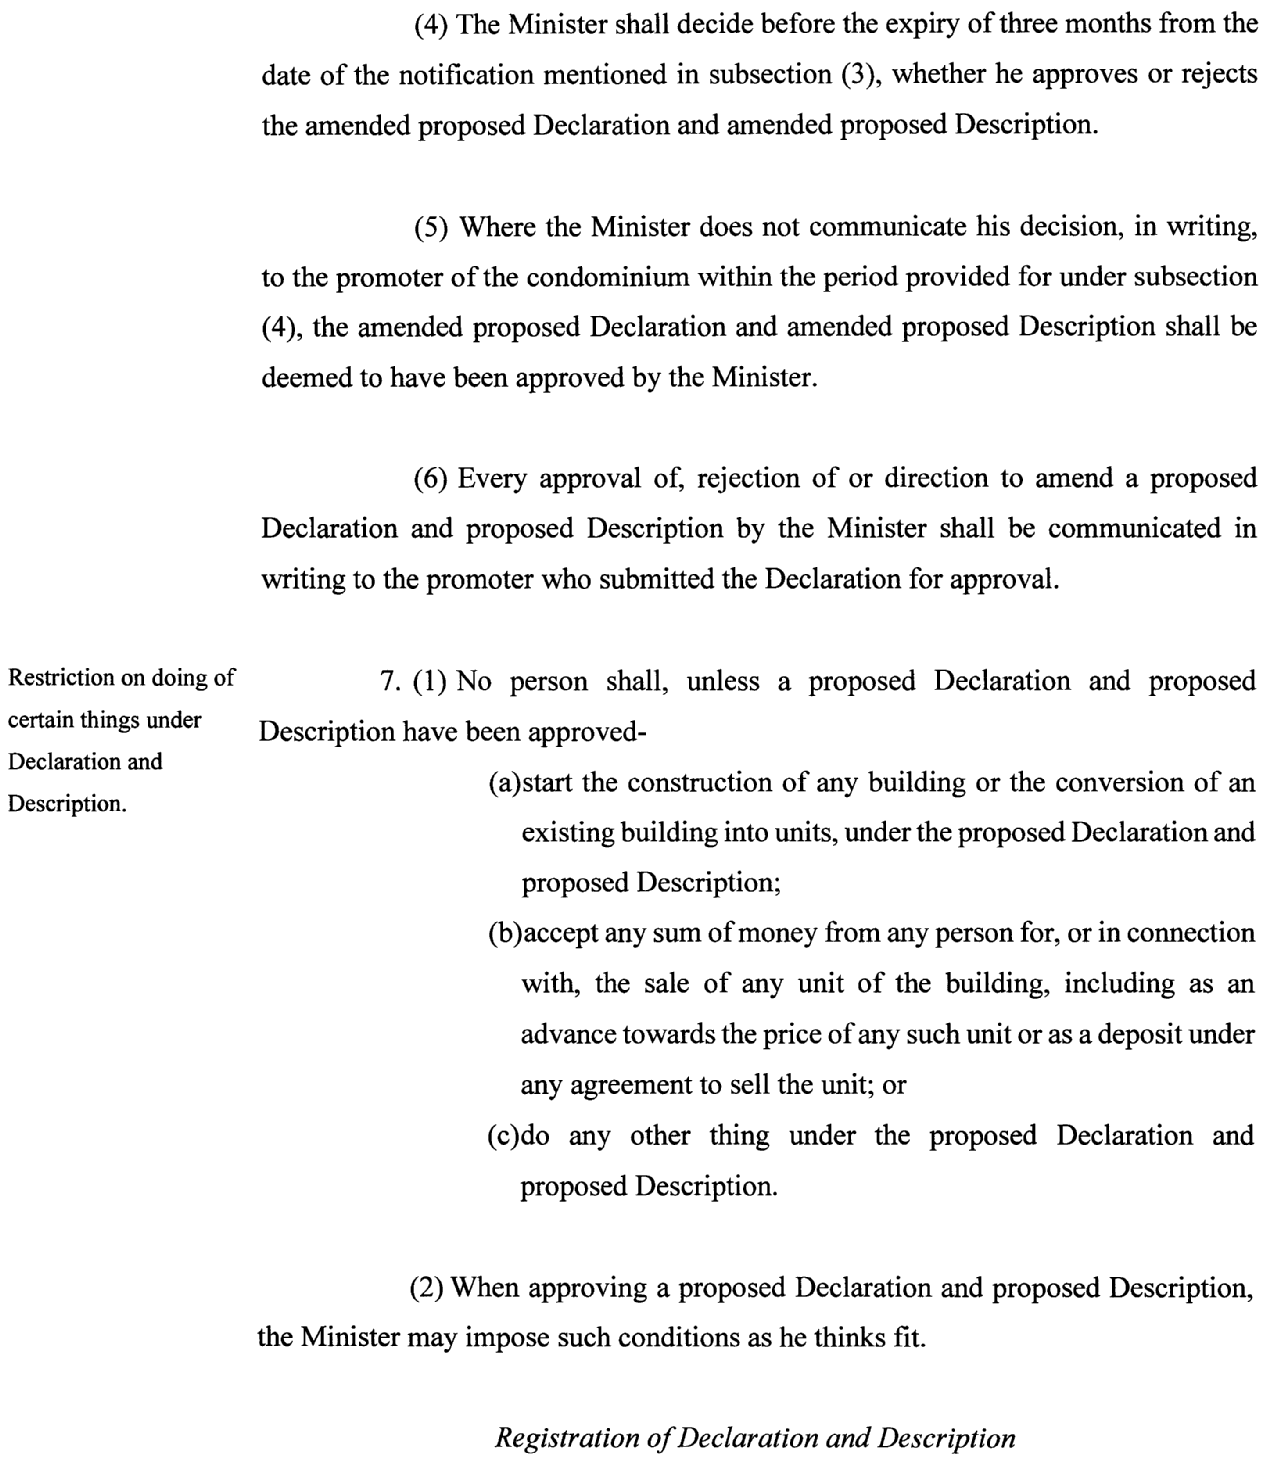 (4) The Minister shall decide before the expiry of three months from the
date of the notification mentioned in subsection (3), whether he approves or rejects
the amended proposed Declaration and amended proposed Description.
(5) Where the Minister does not communicate his decision, in writing,
to the promoter of the condominium within the period provided for under subsection
(4), the amended proposed Declaration and amended proposed Description shall be
deemed to have been approved by the Minister.
(6) Every approval of, rejection of or direction to amend a proposed
Declaration and proposed Description by the Minister shall be communicated in
writing to the promoter who submitted the Declaration for approval.
Restriction on doing of
certain things under
Declaration and
Description.
7. (1) No person shall, unless a proposed Declaration and proposed
Description have been approved-
(a)start the construction of any building or the conversion of an
existing building into units, under the proposed Declaration and
proposed Description;
(b)accept any sum of money from any person for, or in connection
with, the sale of any unit of the building, including as an
advance towards the price of any such unit or as a deposit under
any agreement to sell the unit; or
(c)do any other thing under the proposed Declaration and
proposed Description.
(2) When approving a proposed Declaration and proposed Description,
the Minister may impose such conditions as he thinks fit.
Registration of Declaration and Description